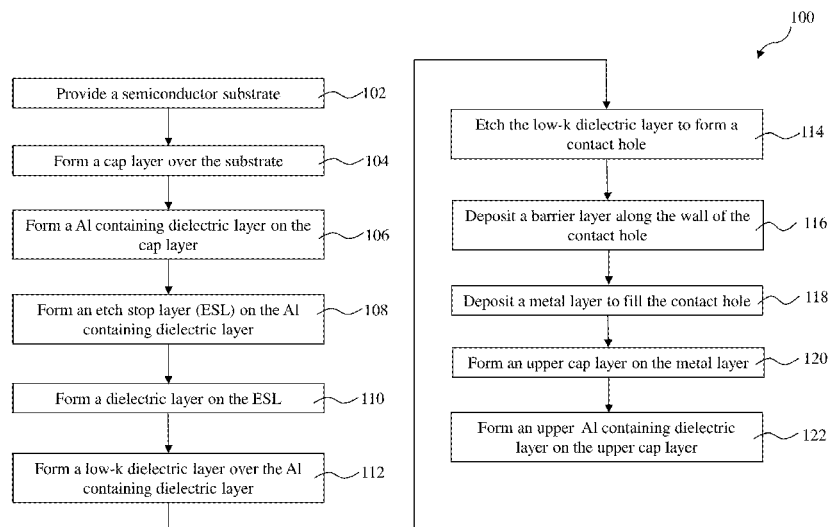 100
Provide a semiconductor substrate
102
Form a cap layer over the substrate
104
Form a Al containing dielectric layer on the
cap layer
106
Form an etch stop layer (ESL) on the Al
containing dielectric layer
108
Form a dielectric layer on the ESL
110
Form a low-k dielectric layer over the Al
containing dielectric layer
112
Etch the low-k dielectric layer to form a
contact hole
114
Deposit a barrier layer along the wall of the
contact hole
116
Deposit a metal layer to fill the contact hole
118
Form an upper cap layer on the metal layer
120
Form an upper Al containing dielectric
layer on the upper cap layer
122